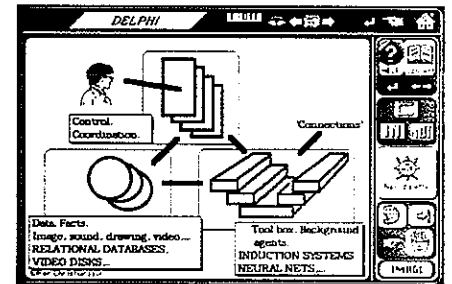 DELPHI
Control.
Coordination.
'Connections'
Data. Facts.
Image, sound, drawing, video....
RELATIONAL DATABASES.
VIDEO DISKS...
Tool box. Background
agents.
INDUCTION SYSTEMS
NEURAL NETS,...
IMAGE